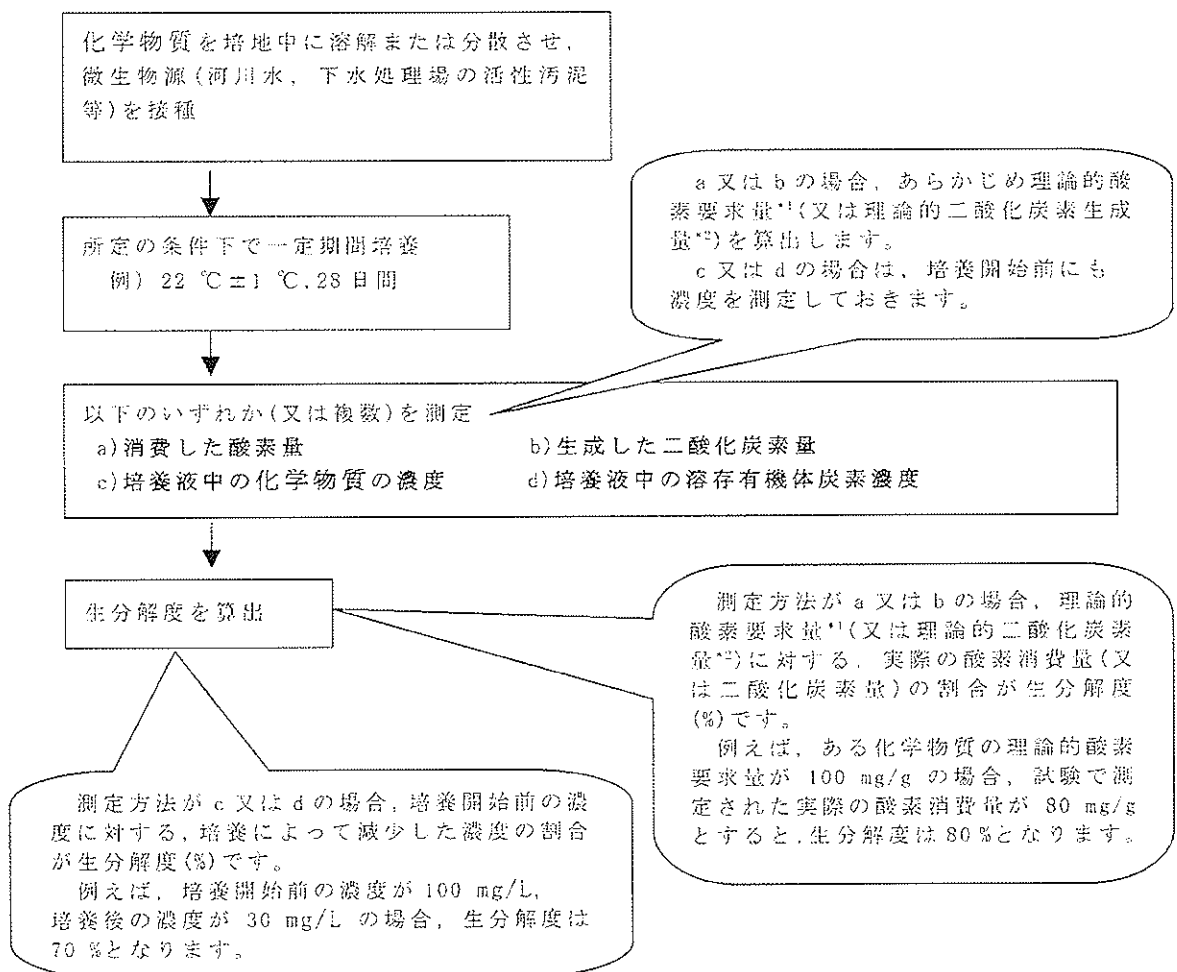 化学物質を培地中に溶解または分散させ，
微生物源(河川水，下水処理場の活性汚泥
等)を接種
a 又は b の場合，あらかじめ理論的酸
素要求量*1(又は理論的二酸化炭素生成
量*2)を算出します。
c 又は d の場合は，培養開始前にも
濃度を測定しておきます。
所定の条件下で一定期間培養
例) 22 ℃±1 ℃,28 日間
以下のいずれか(又は複数)を測定
a)消費した酸素量
b)生成した二酸化炭素量
c)培養液中の化学物質の濃度
d)培養液中の溶存有機体炭素濃度
生分解度を算出
測定方法が a 又は b の場合，理論的
酸素要求量*1(又は理論的二酸化炭素
量*2)に対する，実際の酸素消費量(又
は二酸化炭素量)の割合が生分解度
(%)です。
例えば，ある化学物質の理論的酸素
要求量が 100 mg/g の場合，試験で測
定された実際の酸素消費量が 80 mg/g
とすると,生分解度は 80%となります。
測定方法が c 又は d の場合,培養開始前の濃
度に対する,培養によって減少した濃度の割合
が生分解度(%)です。
例えば，培養開始前の濃度が 100 mg/L,
培養後の濃度が 30 mg/L の場合，生分解度は
70 %となります。